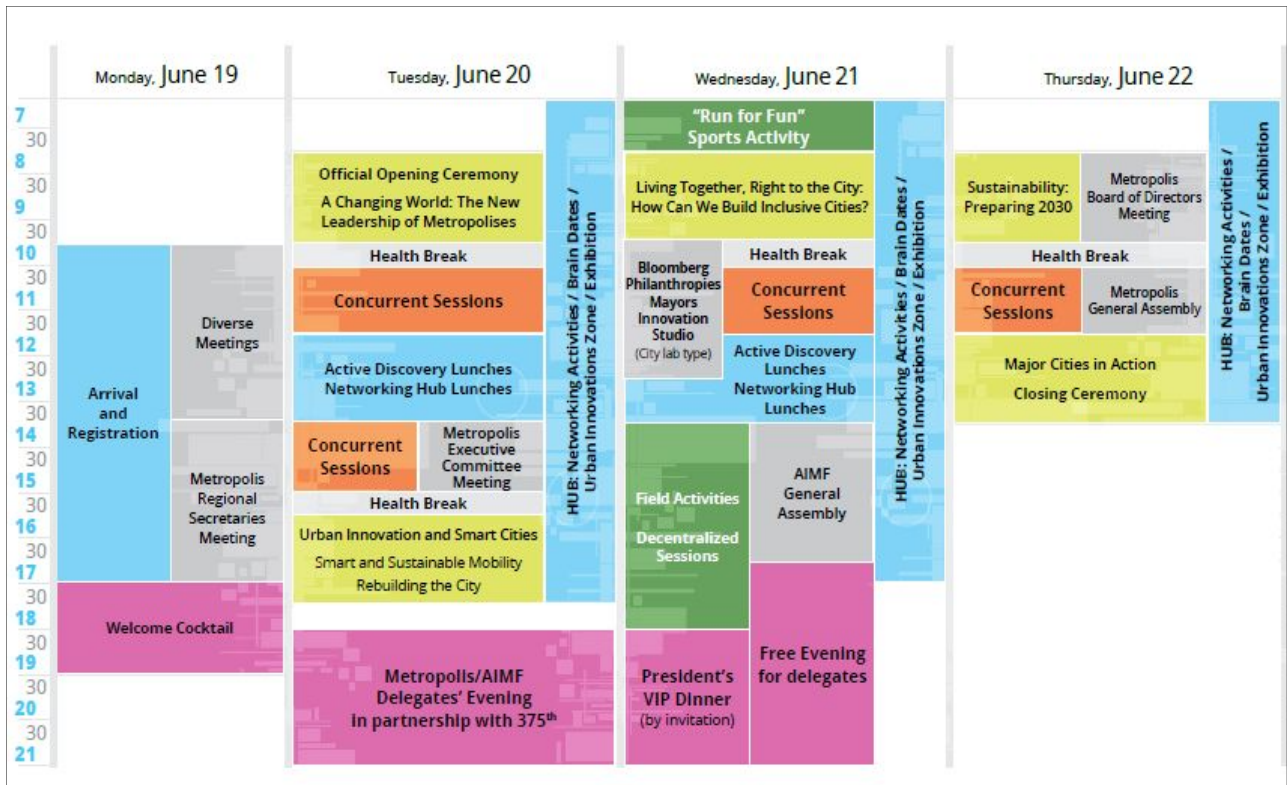 Monday, June 19
Tuesday, June 20
Wednesday, June 21
Thursday, June 22
7
30
8
30
9
30
10
30
11
30
12
30
13
30
14
30
15
30
16
30
17
30
18
30
19
30
20
30
21
Arrival
and
Registration
Diverse
Meetings
Metropolis
Regional
Secretaries
Meeting
Welcome Cocktail
Official Opening Ceremony
A Changing World: The New
Leadership of Metropolises
Health Break
Concurrent Sessions
Active Discovery Lunches
Networking Hub Lunches
Concurrent
Sessions
Metropolis
Executive
Committee
Meeting
Health Break
Urban Innovation and Smart Cities
Smart and Sustainable Mobility
Rebuilding the City
HUB: Networking Activities / Brain Dates /
Urban Innovations Zone / Exhibition
Metropolis/AIMF
Delegates' Evening
in partnership with 375th
"Run for Fun"
Sports Activity
Living Together, Right to the City:
How Can We Build Inclusive Cities?
Bloomberg
Philanthropies
Mayors
Innovation
Studio
(City lab type)
Health Break
Concurrent
Sessions
Active Discovery
Lunches
Networking Hub
Lunches
Field Activities
Decentralized
Sessions
AIMF
General
Assembly
President's
VIP Dinner
(by invitation)
Free Evening
for delegates
HUB: Networking Activities / Brain Dates /
Urban Innovations Zone / Exhibition
Sustainability:
Preparing 2030
Metropolis
Board of Directors
Meeting
Health Break
Concurrent
Sessions
Metropolis
General Assembly
Major Cities in Action
Closing Ceremony
HUB: Networking Activities /
Brain Dates /
Urban Innovations Zone / Exhibition